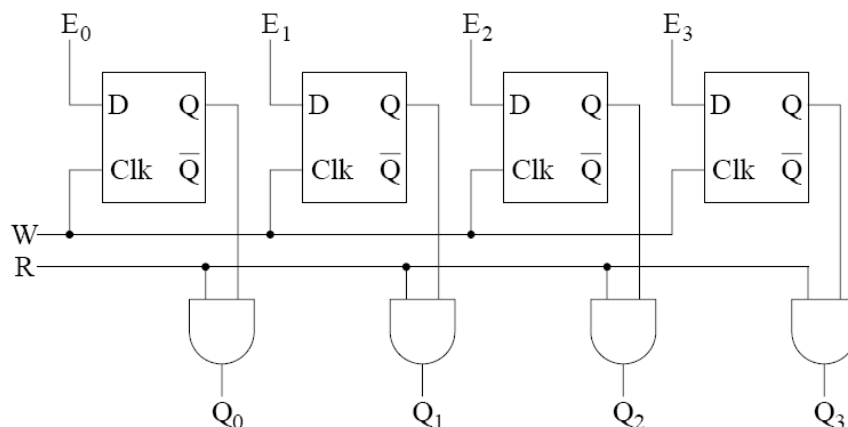 E₀ E₁ E₂ E₃
D Q D Q D Q D Q
Clk Q̅ Clk Q̅ Clk Q̅ Clk Q̅
W
R
Q₀ Q₁ Q₂ Q₃